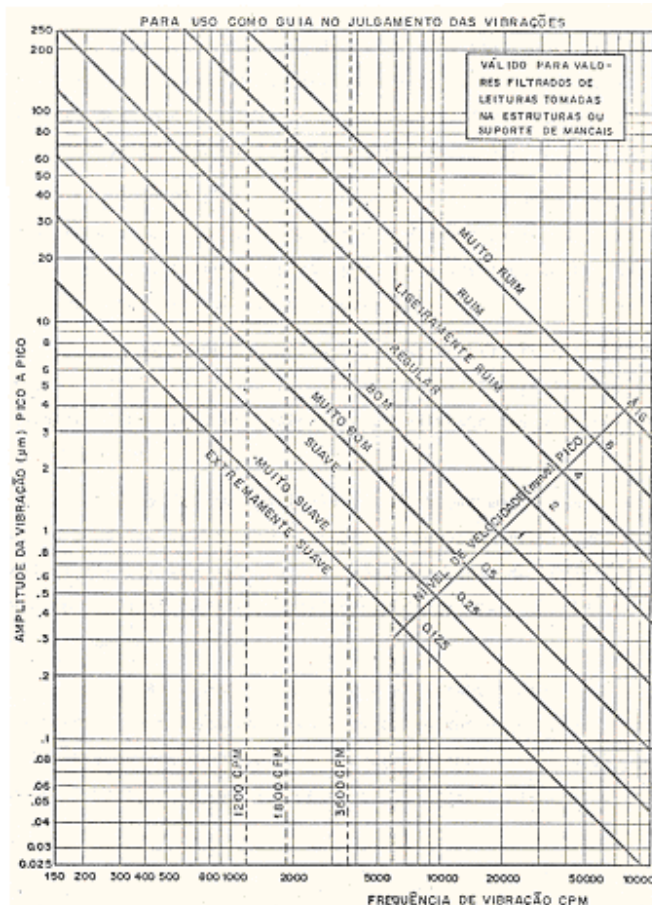 PARA USO COMO GUIA NO JULGAMENTO DAS VIBRAÇÕES
VÁLIDO PARA VALO-
RES FILTRADOS DE
LEITURAS TOMADAS
NA ESTRUTURAS OU
SUPORTE DE MANCAIS
AMPLITUDE DA VIBRAÇÃO (µm) PICO A PICO
250
200
100
80
60
50
40
30
20
10
8
6
5
4
3
2
1
.8
.6
.5
.4
.3
.2
.1
.08
.06
.05
.04
0.03
0.025
MUITO RUIM
RUIM
LIGEIRAMENTE RUIM
REGULAR
BOM
MUITO BOM
SUAVE
MUITO SUAVE
EXTREMAMENTE SUAVE
NÍVEL DE VELOCIDADE (mm/s) PICO
16
8
4
2
1
0.5
0.25
0.125
1200 CPM
1800 CPM
3600 CPM
150 200 300 400 800 1000 2000 5000 10000 20000 50000 10000
FREQUÊNCIA DE VIBRAÇÃO CPM